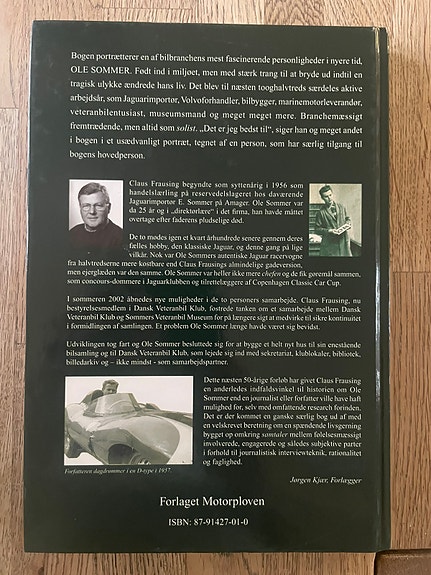 Bogen portrætterer en af bilbranchens mest fascinerende personligheder i nyere tid,
OLE SOMMER. Født ind i miljøet, men med stærk trang til at bryde ud indtil en
tragisk ulykke ændrede hans liv. Det blev til næsten tooghalvtreds særdeles aktive
arbejdsår, som Jaguarimportør, Volvoforhandler, bilbygger, marinemotorleverandør,
veteranbilentusiast, museumsmand og meget meget mere. Branchemæssigt
fremtrædende, men altid som solist. „Det er jeg bedst til“, siger han og meget andet
i bogen i et usædvanligt portræt, tegnet af en person, som har særlig tilgang til
bogens hovedperson.
Claus Frausing begyndte som syttenårig i 1956 som
handelslærling på reservedelslageret hos daværende
Jaguarimportør E. Sommer på Amager. Ole Sommer var
da 25 år og i „direktørlære“ i det firma, han havde måttet
overtage efter faderens pludselige død.
De to mødes igen et kvart århundrede senere gennem deres
fælles hobby, den klassiske Jaguar, og denne gang på lige
vilkår. Nok var Ole Sommers autentiske Jaguar racervogne
fra halvtredserne mere kostbare end Claus Frausings almindelige gadeversion,
men ejerglæden var den samme. Ole Sommer var heller ikke mere chefen og de fik gøremål sammen,
som concours-dommere i Jaguarklubben og tilrettelæggere af Copenhagen Classic Car Cup.
I sommeren 2002 åbnedes nye muligheder i de to personers samarbejde. Claus Frausing, nu
bestyrelsesmedlem i Dansk Veteranbil Klub, fostrede tanken om et samarbejde mellem Dansk
Veteranbil Klub og Sommers Veteranbil Museum for på længere sigt at medvirke til sikre kontinuitet
i formidlingen af samlingen. Et problem Ole Sommer længe havde været sig bevidst.
Udviklingen tog fart og Ole Sommer besluttede sig for at bygge et helt nyt hus til sin enestående
bilsamling og til Dansk Veteranbil Klub, som lejede sig ind med sekretariat, klublokaler, bibliotek,
billedarkiv og – ikke mindst - som samarbejdspartner.
Dette næsten 50-årige forløb har givet Claus Frausing
en anderledes indfaldsvinkel til historien om Ole
Sommer end en journalist eller forfatter ville have haft
mulighed for, selv med omfattende research forinden.
Det er der kommet en ganske særlig bog ud af med
en velskrevet beretning om en spændende livsgerning
bygget op omkring samtaler mellem følelsesmæssigt
involverede, engagerede og således subjektive parter
i forhold til journalistisk interviewteknik, rationalitet
og faglighed.
Forfatteren dagdrømmer i en D-type i 1957.
Jørgen Kjær, Forlægger
Forlaget Motorploven
ISBN: 87-91427-01-0